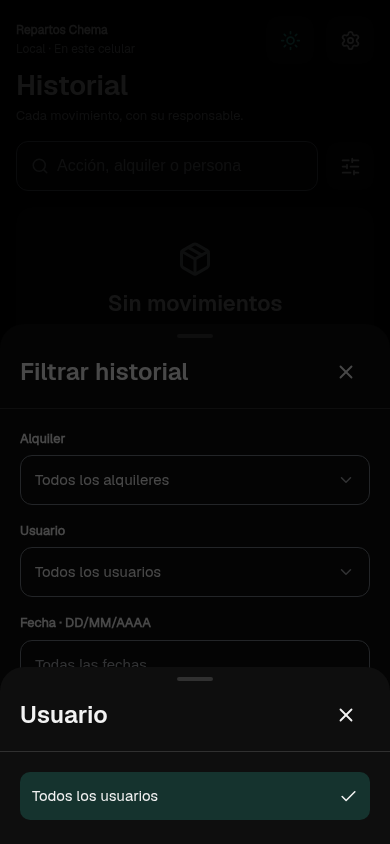 Repartos Chema
Local · En este celular
Historial
Cada movimiento, con su responsable.
Acción, alquiler o persona
Sin movimientos
Filtrar historial
Alquiler
Todos los alquileres
Usuario
Todos los usuarios
Fecha · DD/MM/AAAA
Todas las fechas
Usuario
Todos los usuarios